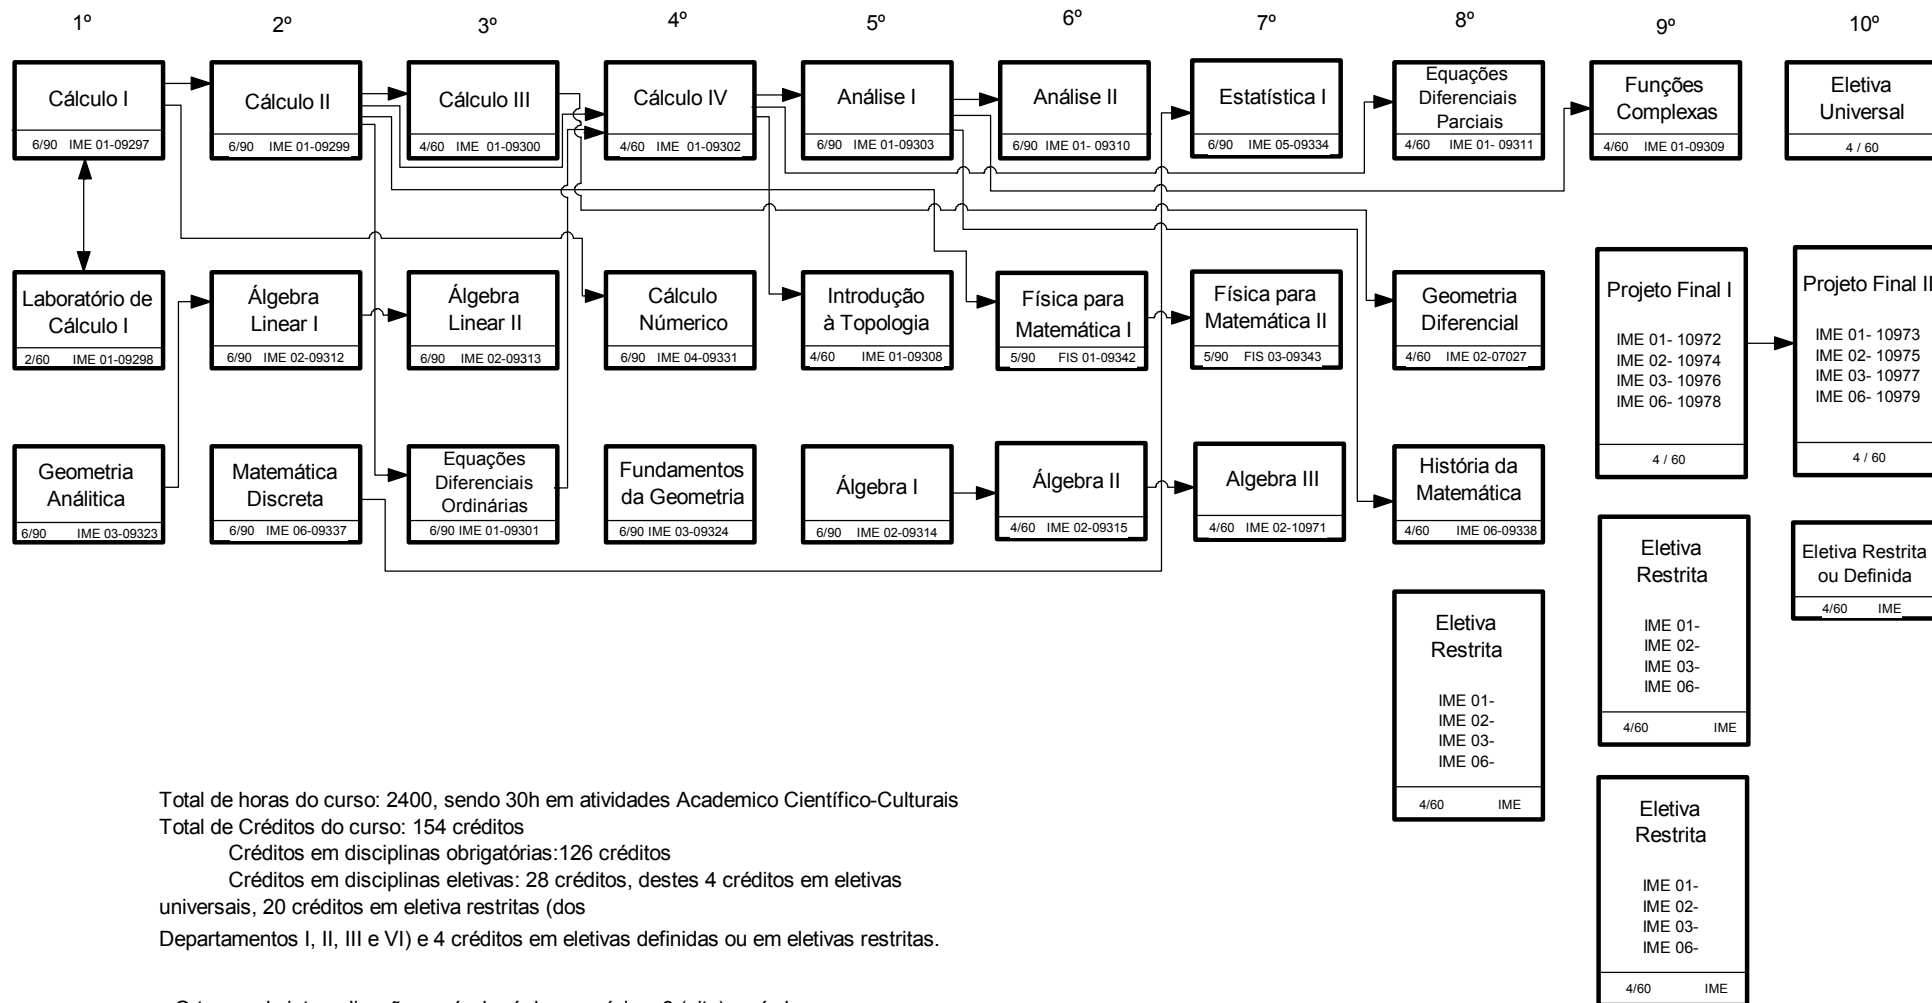 1º
2º
3º
4º
5º
6º
7º
8º
9º
10º
Cálculo I
6/90 IME 01-09297
Cálculo II
6/90 IME 01-09299
Cálculo III
4/60 IME 01-09300
Cálculo IV
4/60 IME 01-09302
Análise I
6/90 IME 01-09303
Análise II
6/90 IME 01- 09310
Estatística I
6/90 IME 05-09334
Equações
Diferenciais
Parciais
4/60 IME 01- 09311
Funções
Complexas
4/60 IME 01-09309
Eletiva
Universal
4 / 60
Laboratório de
Cálculo I
2/60 IME 01-09298
Álgebra
Linear I
6/90 IME 02-09312
Álgebra
Linear II
6/90 IME 02-09313
Cálculo
Númerico
6/90 IME 04-09331
Introdução
à Topologia
4/60 IME 01-09308
Física para
Matemática I
5/90 FIS 01-09342
Física para
Matemática II
5/90 FIS 03-09343
Geometria
Diferencial
4/60 IME 02-07027
Projeto Final I
IME 01- 10972
IME 02- 10974
IME 03- 10976
IME 06- 10978
4 / 60
Projeto Final II
IME 01- 10973
IME 02- 10975
IME 03- 10977
IME 06- 10979
4 / 60
Geometria
Análitica
6/90 IME 03-09323
Matemática
Discreta
6/90 IME 06-09337
Equações
Diferenciais
Ordinárias
6/90 IME 01-09301
Fundamentos
da Geometria
6/90 IME 03-09324
Álgebra I
6/90 IME 02-09314
Álgebra II
4/60 IME 02-09315
Algebra III
4/60 IME 02-10971
História da
Matemática
4/60 IME 06-09338
Eletiva
Restrita
IME 01-
IME 02-
IME 03-
IME 06-
4/60 IME
Eletiva Restrita
ou Definida
4/60 IME
Eletiva
Restrita
IME 01-
IME 02-
IME 03-
IME 06-
4/60 IME
Eletiva
Restrita
IME 01-
IME 02-
IME 03-
IME 06-
4/60 IME
Total de horas do curso: 2400, sendo 30h em atividades Academico Científico-Culturais
Total de Créditos do curso: 154 créditos
Créditos em disciplinas obrigatórias:126 créditos
Créditos em disciplinas eletivas: 28 créditos, destes 4 créditos em eletivas
universais, 20 créditos em eletiva restritas (dos
Departamentos I, II, III e VI) e 4 créditos em eletivas definidas ou em eletivas restritas.